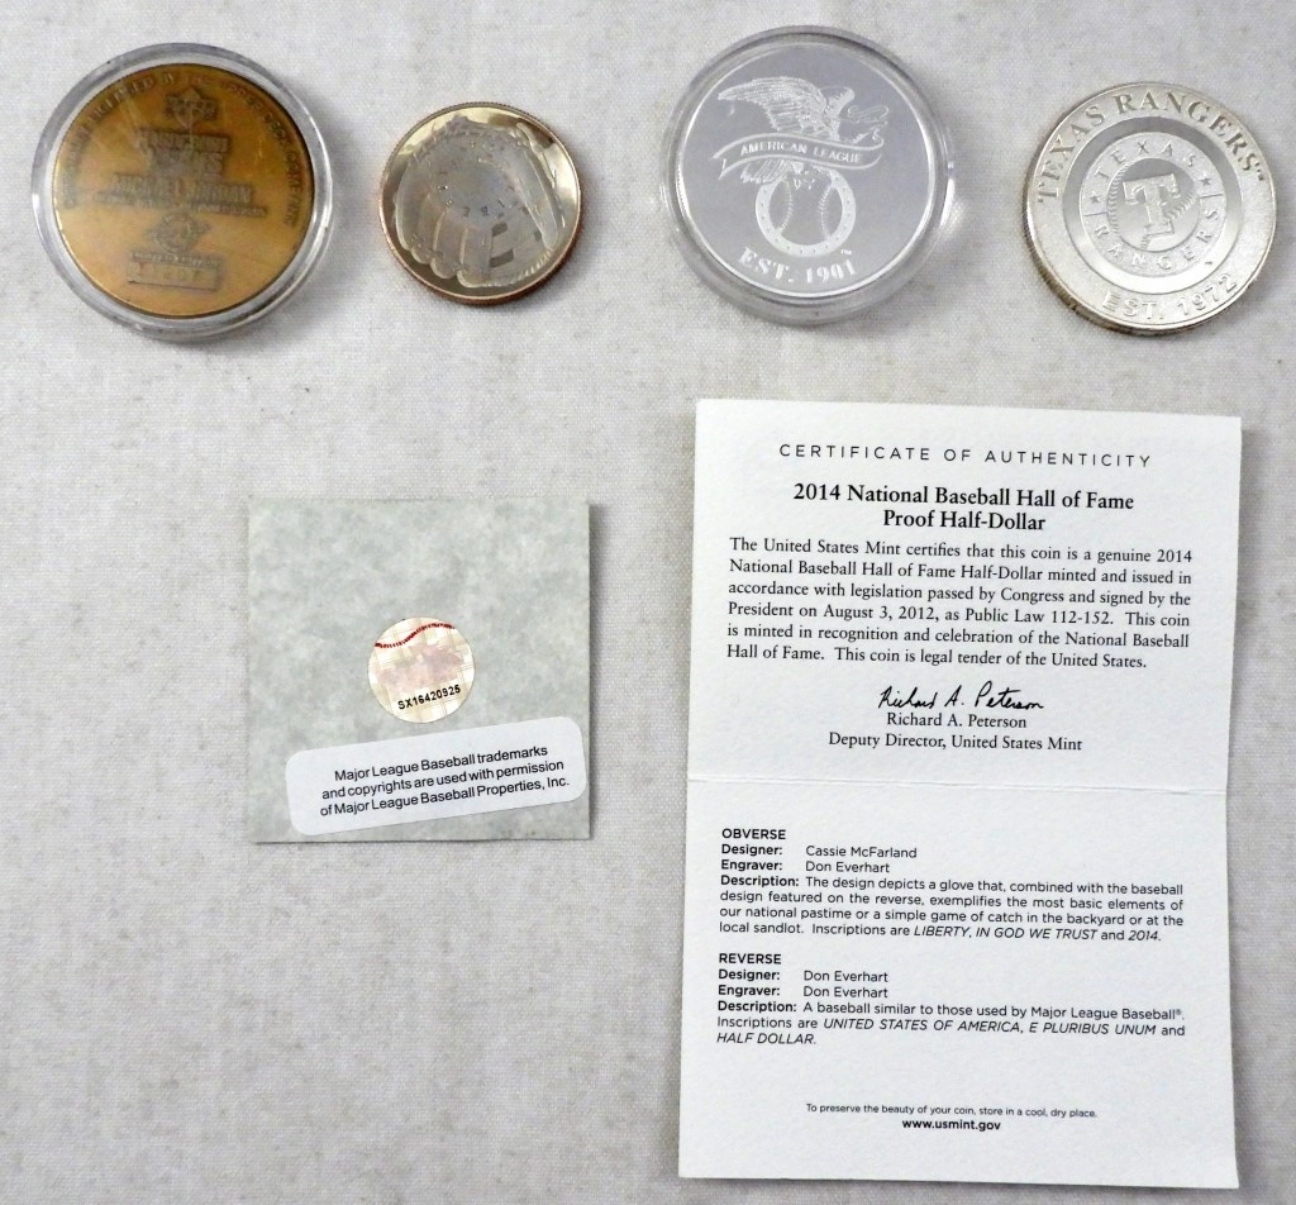 MICHAEL JORDAN
AMERICAN LEAGUE
EST. 1901
TEXAS RANGERS
TEXAS
T
RANGERS
EST. 1972
SX16420925
Major League Baseball trademarks
and copyrights are used with permission
of Major League Baseball Properties, Inc.
CERTIFICATE OF AUTHENTICITY
2014 National Baseball Hall of Fame
Proof Half-Dollar
The United States Mint certifies that this coin is a genuine 2014
National Baseball Hall of Fame Half-Dollar minted and issued in
accordance with legislation passed by Congress and signed by the
President on August 3, 2012, as Public Law 112-152. This coin
is minted in recognition and celebration of the National Baseball
Hall of Fame. This coin is legal tender of the United States.
Richard A. Peterson
Richard A. Peterson
Deputy Director, United States Mint
OBVERSE
Designer: Cassie McFarland
Engraver: Don Everhart
Description: The design depicts a glove that, combined with the baseball
design featured on the reverse, exemplifies the most basic elements of
our national pastime or a simple game of catch in the backyard or at the
local sandlot. Inscriptions are LIBERTY, IN GOD WE TRUST and 2014.
REVERSE
Designer: Don Everhart
Engraver: Don Everhart
Description: A baseball similar to those used by Major League Baseball®.
Inscriptions are UNITED STATES OF AMERICA, E PLURIBUS UNUM and
HALF DOLLAR.
To preserve the beauty of your coin, store in a cool, dry place.
www.usmint.gov